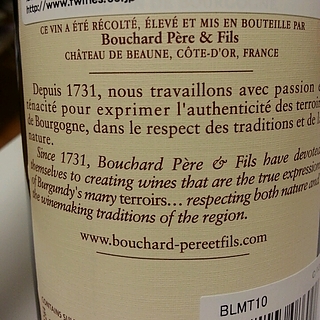 CE VIN A ÉTÉ RÉCOLTÉ, ÉLEVÉ ET MIS EN BOUTEILLE PAR
Bouchard Père & Fils
CHÂTEAU DE BEAUNE, CÔTE-D'OR, FRANCE
Depuis 1731, nous travaillons avec passion
ténacité pour exprimer l'authenticité des terroirs
de Bourgogne, dans le respect des traditions et de
nature.
Since 1731, Bouchard Père & Fils have devoted
themselves to creating wines that are the true expression
of Burgundy's many terroirs... respecting both nature and
the winemaking traditions of the region.
www.bouchard-pereetfils.com
BLMT10